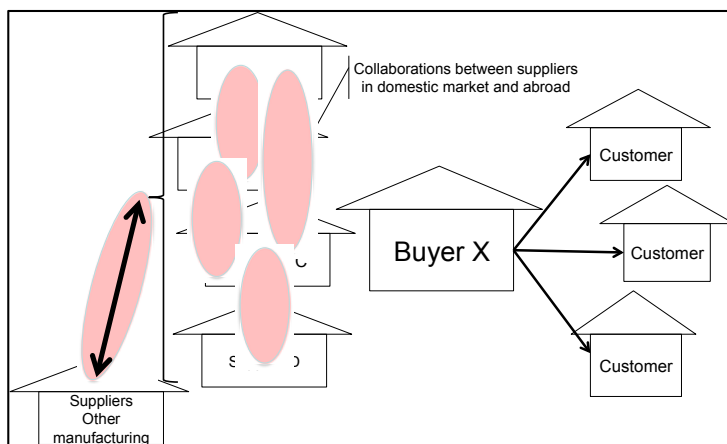 Collaborations between suppliers
in domestic market and abroad
Customer
Buyer X
Customer
Customer
C
Suppliers
Other
manufacturing